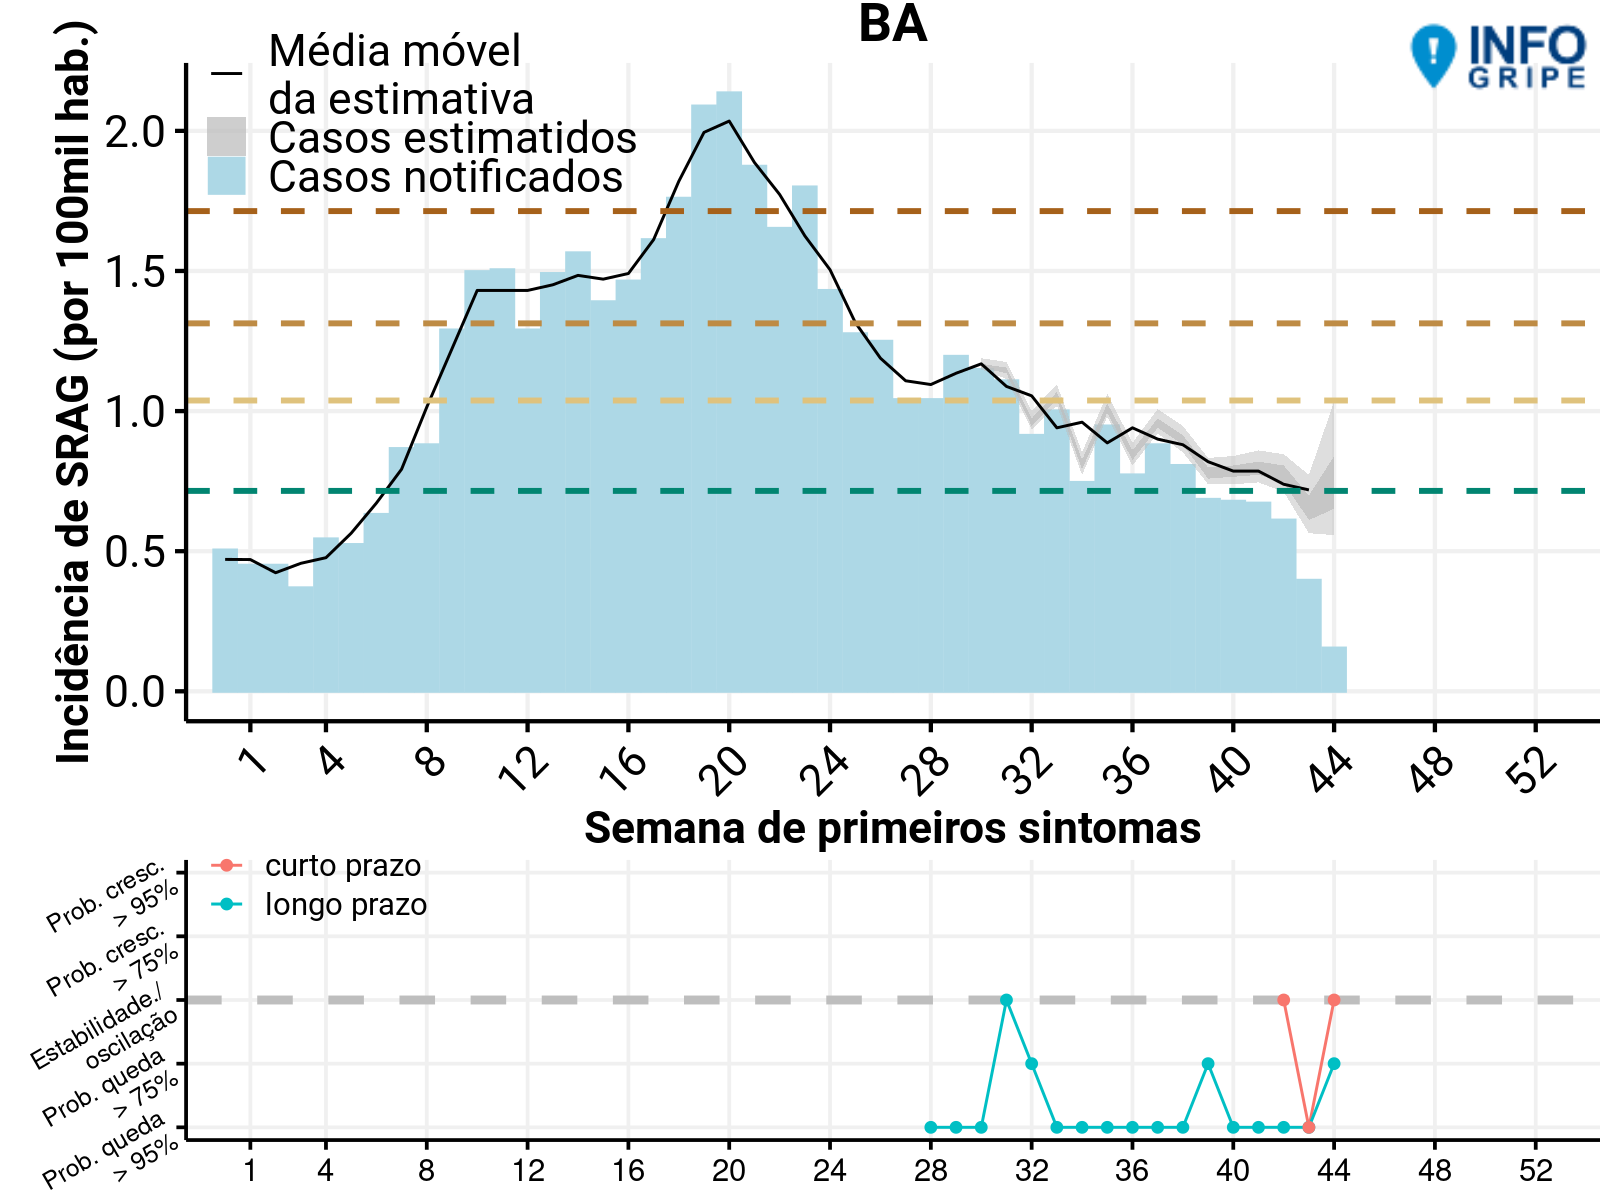 BA
INFO
GRIPE
Média móvel
da estimativa
Casos estimatidos
Casos notificados
Incidência de SRAG (por 100mil hab.)
2.0
1.5
1.0
0.5
0.0
1 4 8 12 16 20 24 28 32 36 40 44 48 52
Semana de primeiros sintomas
curto prazo
longo prazo
Prob. cresc.
> 95%
Prob. cresc.
> 75%
Estabilidade./
oscilação
Prob. queda
> 75%
Prob. queda
> 95%
1 4 8 12 16 20 24 28 32 36 40 44 48 52